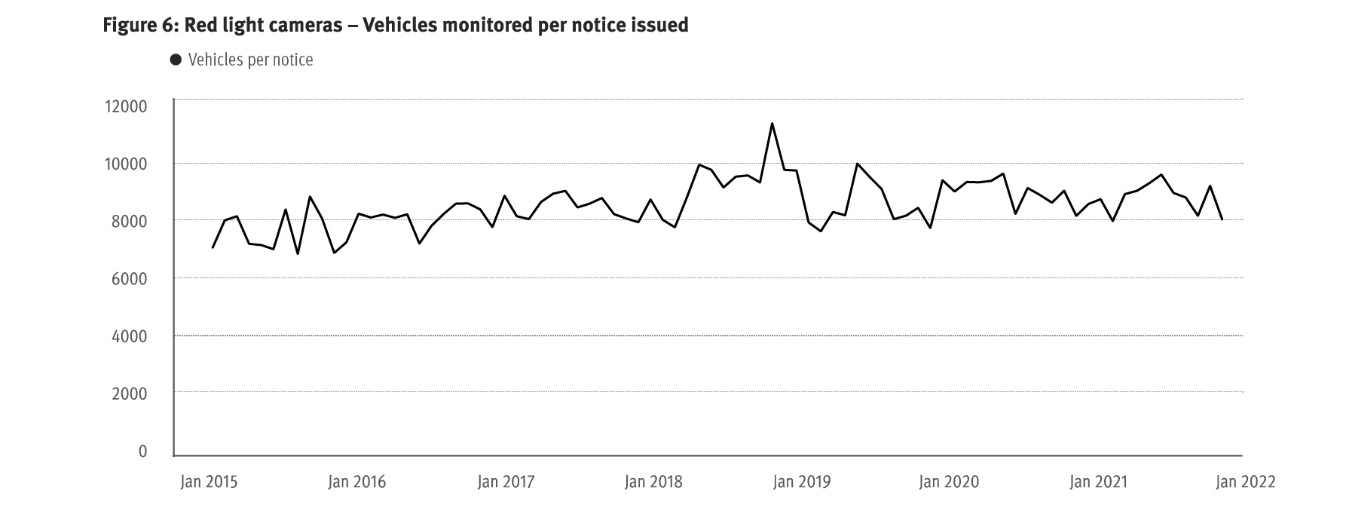 Figure 6: Red light cameras – Vehicles monitored per notice issued
Vehicles per notice
12000
10000
8000
6000
4000
2000
0
Jan 2015 Jan 2016 Jan 2017 Jan 2018 Jan 2019 Jan 2020 Jan 2021 Jan 2022